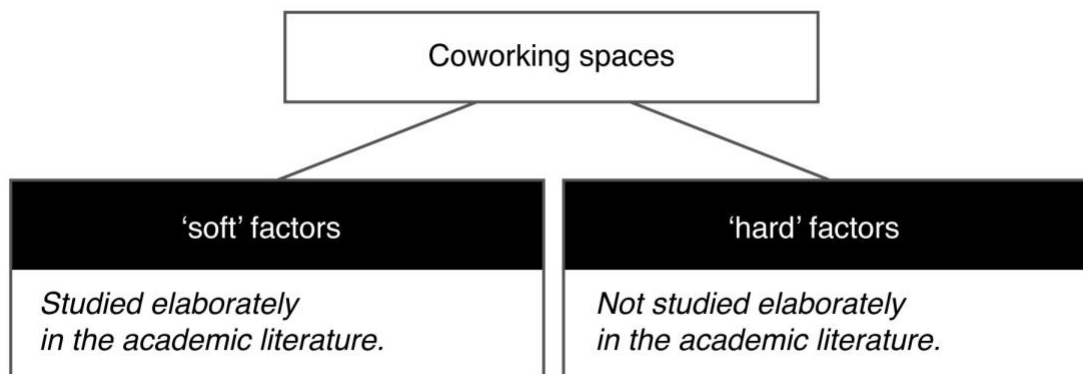 Coworking spaces
‘soft’ factors
‘hard’ factors
Studied elaborately
in the academic literature.
Not studied elaborately
in the academic literature.